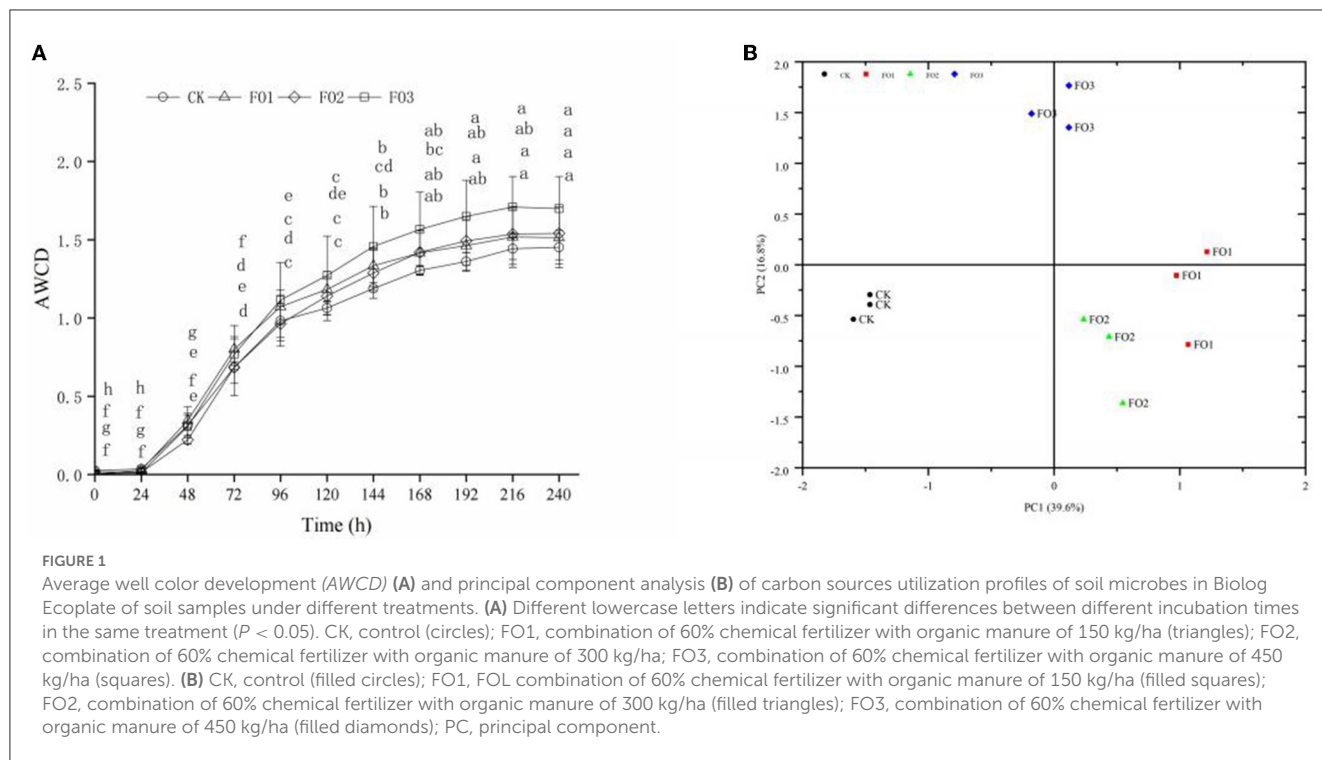 A
B
2.5
2.0
1.5
1.0
0.5
0.0
AWCD
CK FO1 FO2 FO3
h
f
g
f
h
f
g
f
g
e
f
e
f
d
e
d
e
c
d
c
c
de
c
c
b
cd
b
b
ab
bc
ab
ab
a
ab
a
ab
a
ab
a
a
a
a
a
a
0 24 48 72 96 120 144 168 192 216 240
Time (h)
CK FO1 FO2 FO3
2.0
1.5
1.0
0.5
0.0
-0.5
-1.0
-1.5
-2.0
PC2 (16.8%)
FO3
FO3
FO3
FO1
FO1
FO1
CK
CK
CK
FO2
FO2
FO2
-2 -1 0 1 2
PC1 (39.6%)
FIGURE 1
Average well color development (AWCD) (A) and principal component analysis (B) of carbon sources utilization profiles of soil microbes in Biolog
Ecoplate of soil samples under different treatments. (A) Different lowercase letters indicate significant differences between different incubation times
in the same treatment (P < 0.05). CK, control (circles); FO1, combination of 60% chemical fertilizer with organic manure of 150 kg/ha (triangles); FO2,
combination of 60% chemical fertilizer with organic manure of 300 kg/ha; FO3, combination of 60% chemical fertilizer with organic manure of 450
kg/ha (squares). (B) CK, control (filled circles); FO1, FOL combination of 60% chemical fertilizer with organic manure of 150 kg/ha (filled squares);
FO2, combination of 60% chemical fertilizer with organic manure of 300 kg/ha (filled triangles); FO3, combination of 60% chemical fertilizer with
organic manure of 450 kg/ha (filled diamonds); PC, principal component.